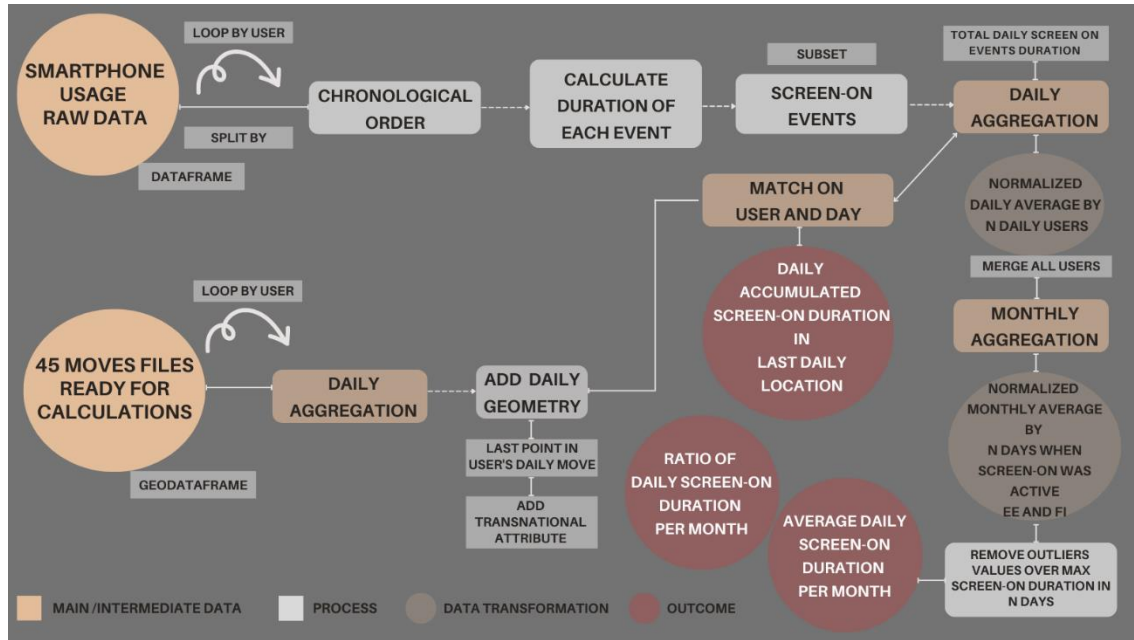 SMARTPHONE
USAGE
RAW DATA
LOOP BY USER
SPLIT BY
DATAFRAME
CHRONOLOGICAL
ORDER
CALCULATE
DURATION OF
EACH EVENT
SUBSET
SCREEN-ON
EVENTS
TOTAL DAILY SCREEN ON
EVENTS DURATION
DAILY
AGGREGATION
NORMALIZED
DAILY AVERAGE BY
N DAILY USERS
MERGE ALL USERS
MONTHLY
AGGREGATION
NORMALIZED
MONTHLY AVERAGE
BY
N DAYS WHEN
SCREEN-ON WAS
ACTIVE
EE AND FI
REMOVE OUTLIERS
VALUES OVER MAX
SCREEN-ON DURATION IN
N DAYS
MATCH ON
USER AND DAY
DAILY
ACCUMULATED
SCREEN-ON DURATION
IN
LAST DAILY
LOCATION
45 MOVES FILES
READY FOR
CALCULATIONS
LOOP BY USER
GEODATAFRAME
DAILY
AGGREGATION
ADD DAILY
GEOMETRY
LAST POINT IN
USER'S DAILY MOVE
ADD
TRANSNATIONAL
ATTRIBUTE
RATIO OF
DAILY SCREEN-ON
DURATION
PER MONTH
AVERAGE DAILY
SCREEN-ON
DURATION
PER MONTH
MAIN /INTERMEDIATE DATA
PROCESS
DATA TRANSFORMATION
OUTCOME